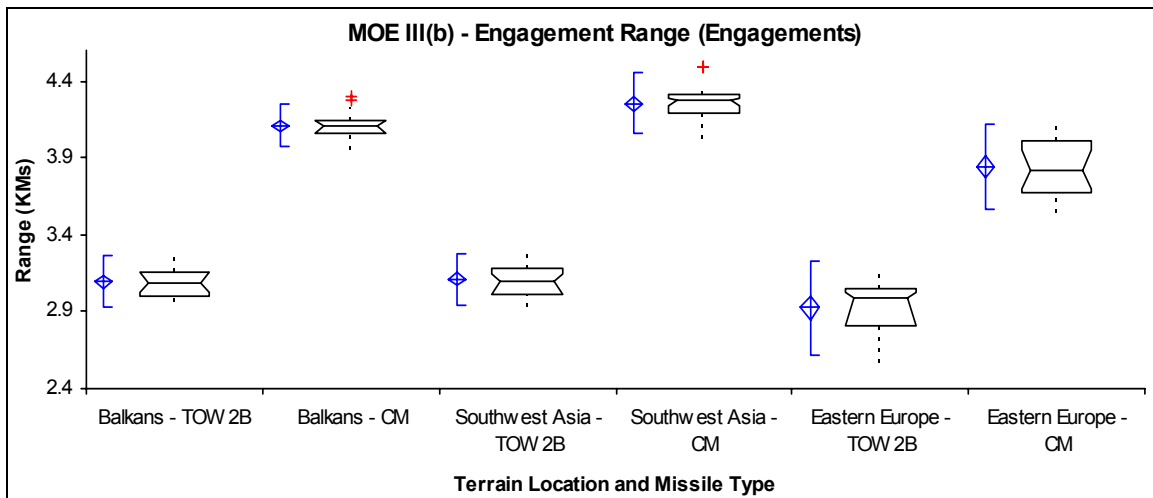 MOE III(b) - Engagement Range (Engagements)
Range (KMs)
4.4
3.9
3.4
2.9
2.4
Balkans - TOW 2B
Balkans - CM
Southwest Asia -
TOW 2B
Southwest Asia -
CM
Eastern Europe -
TOW 2B
Eastern Europe -
CM
Terrain Location and Missile Type